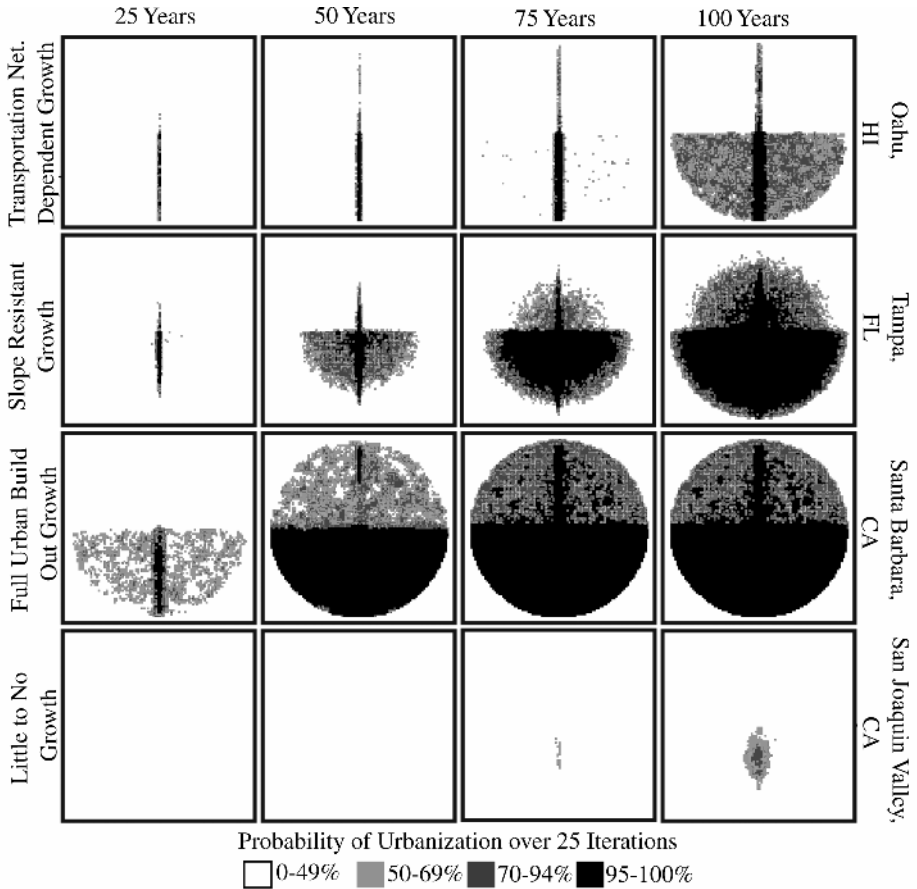 25 Years 50 Years 75 Years 100 Years
Transportation Net.
Dependent Growth
Oahu,
HI
Slope Resistant
Growth
Tampa,
FL
Full Urban Build
Out Growth
Santa Barbara,
CA
Little to No
Growth
San Joaquin Valley,
CA
Probability of Urbanization over 25 Iterations
0-49% 50-69% 70-94% 95-100%